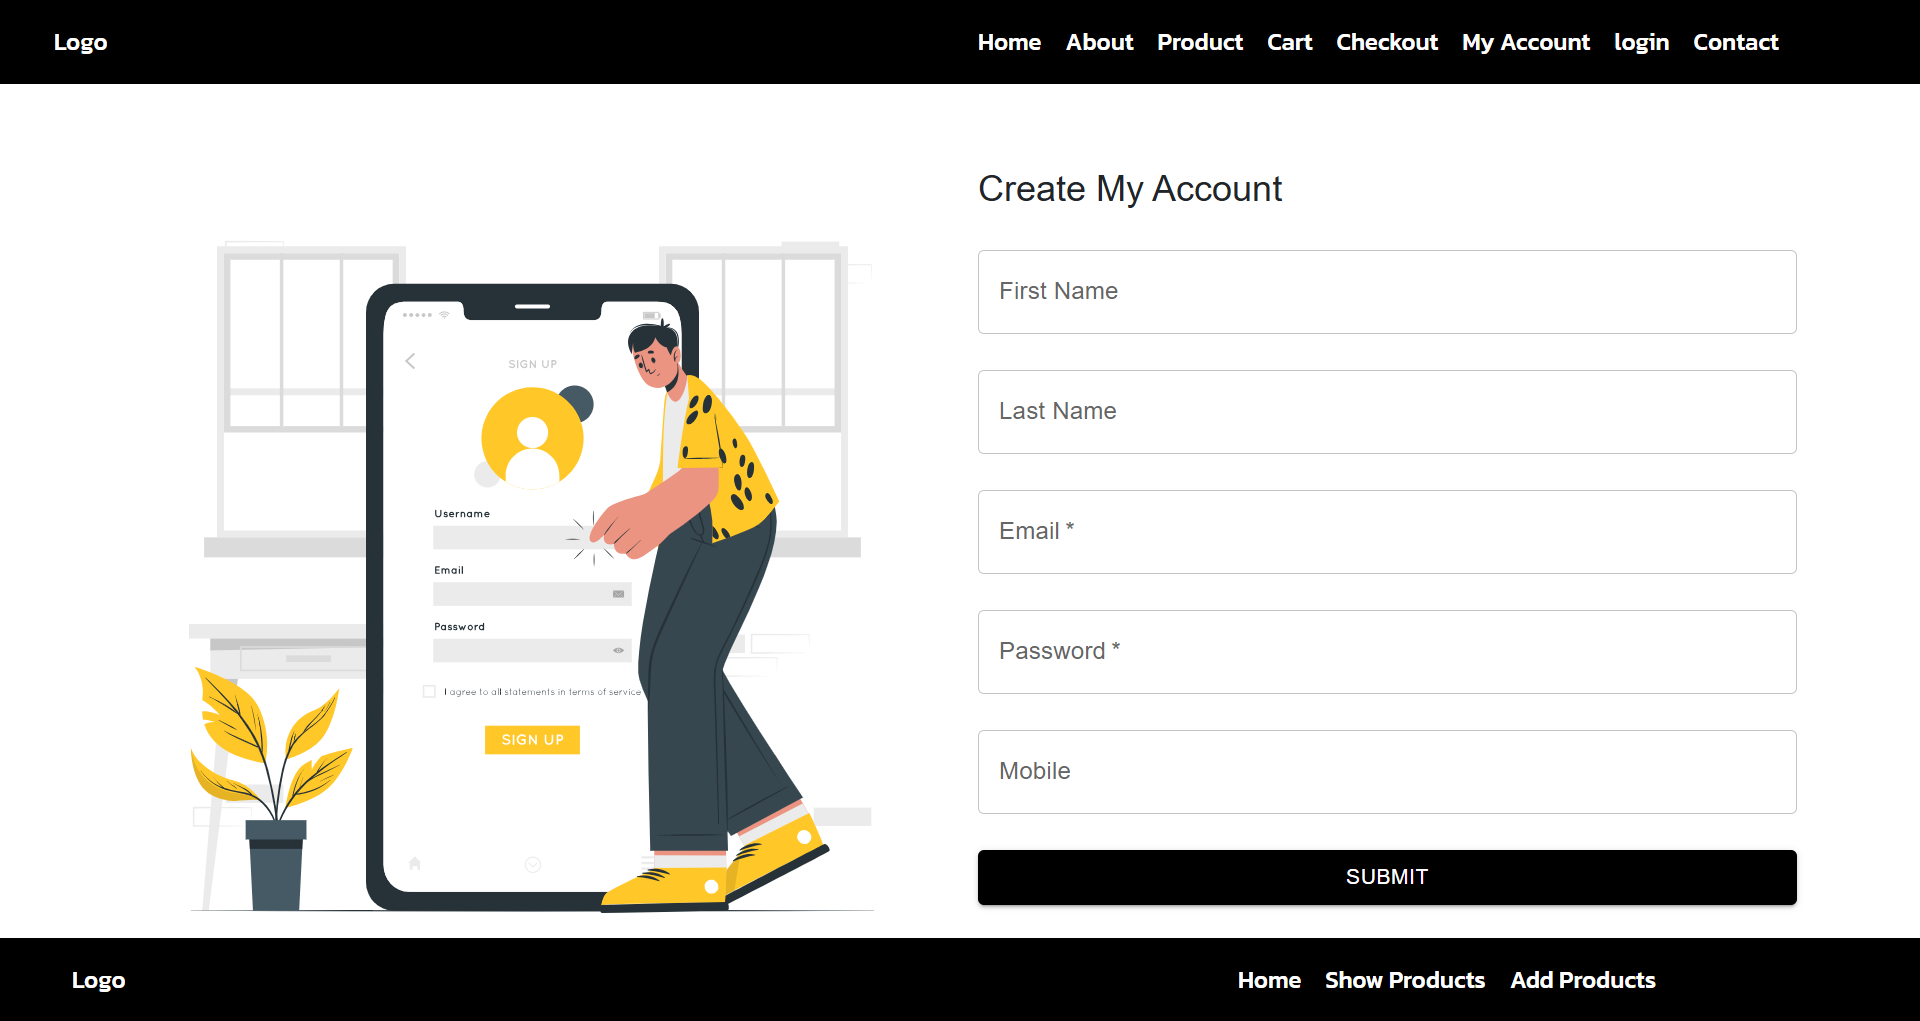 Logo
Home About Product Cart Checkout My Account login Contact
SIGN UP
Username
Email
Password
I agree to all statements in terms of service
SIGN UP
Create My Account
First Name
Last Name
Email *
Password *
Mobile
SUBMIT
Logo
Home Show Products Add Products